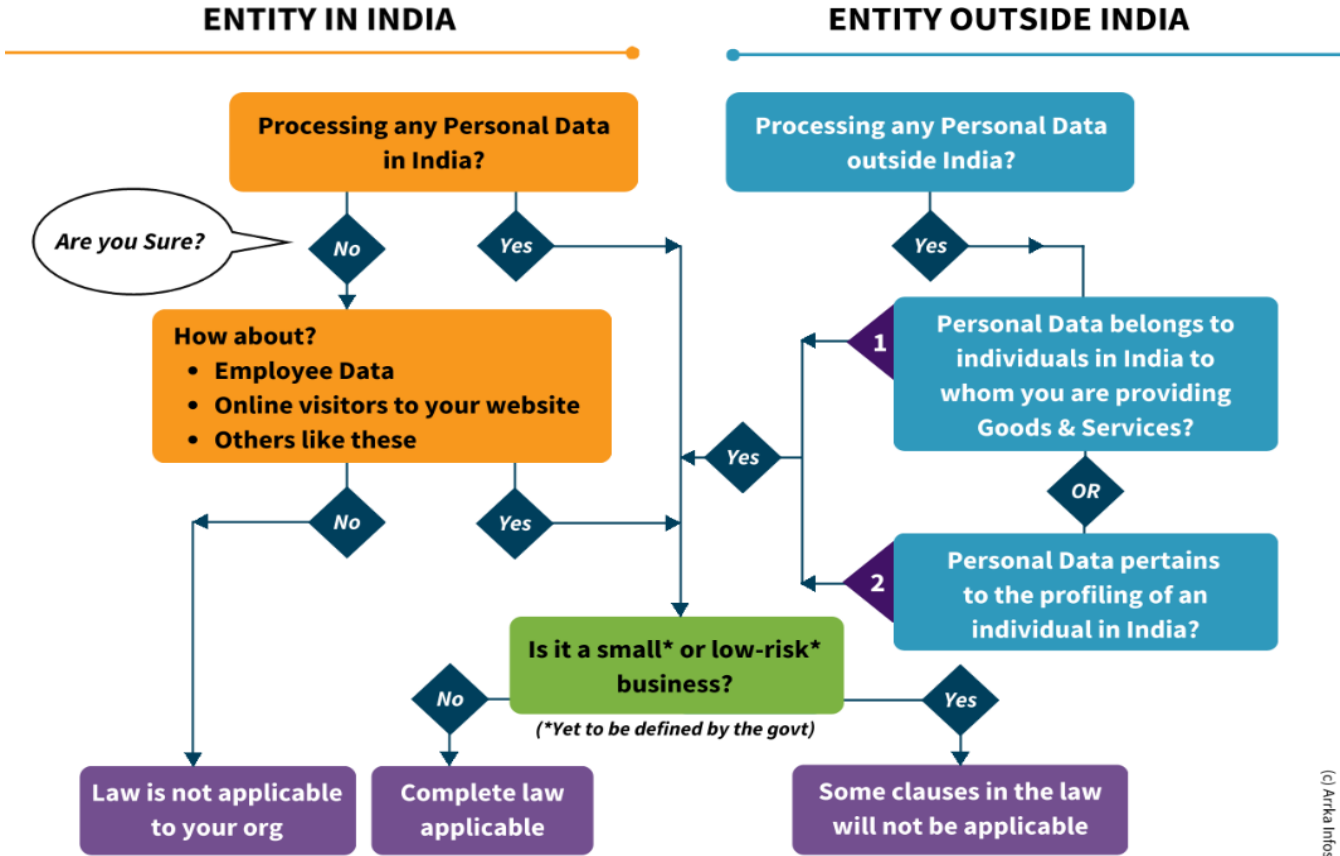 ENTITY IN INDIA
ENTITY OUTSIDE INDIA
Processing any Personal Data
in India?
Processing any Personal Data
outside India?
Are you Sure?
No
Yes
Yes
How about?
• Employee Data
• Online visitors to your website
• Others like these
1
Personal Data belongs to
individuals in India to
whom you are providing
Goods & Services?
Yes
OR
No
Yes
2
Personal Data pertains
to the profiling of an
individual in India?
Is it a small* or low-risk*
business?
No
Yes
(*Yet to be defined by the govt)
Law is not applicable
to your org
Complete law
applicable
Some clauses in the law
will not be applicable
(c) Arrka Infos